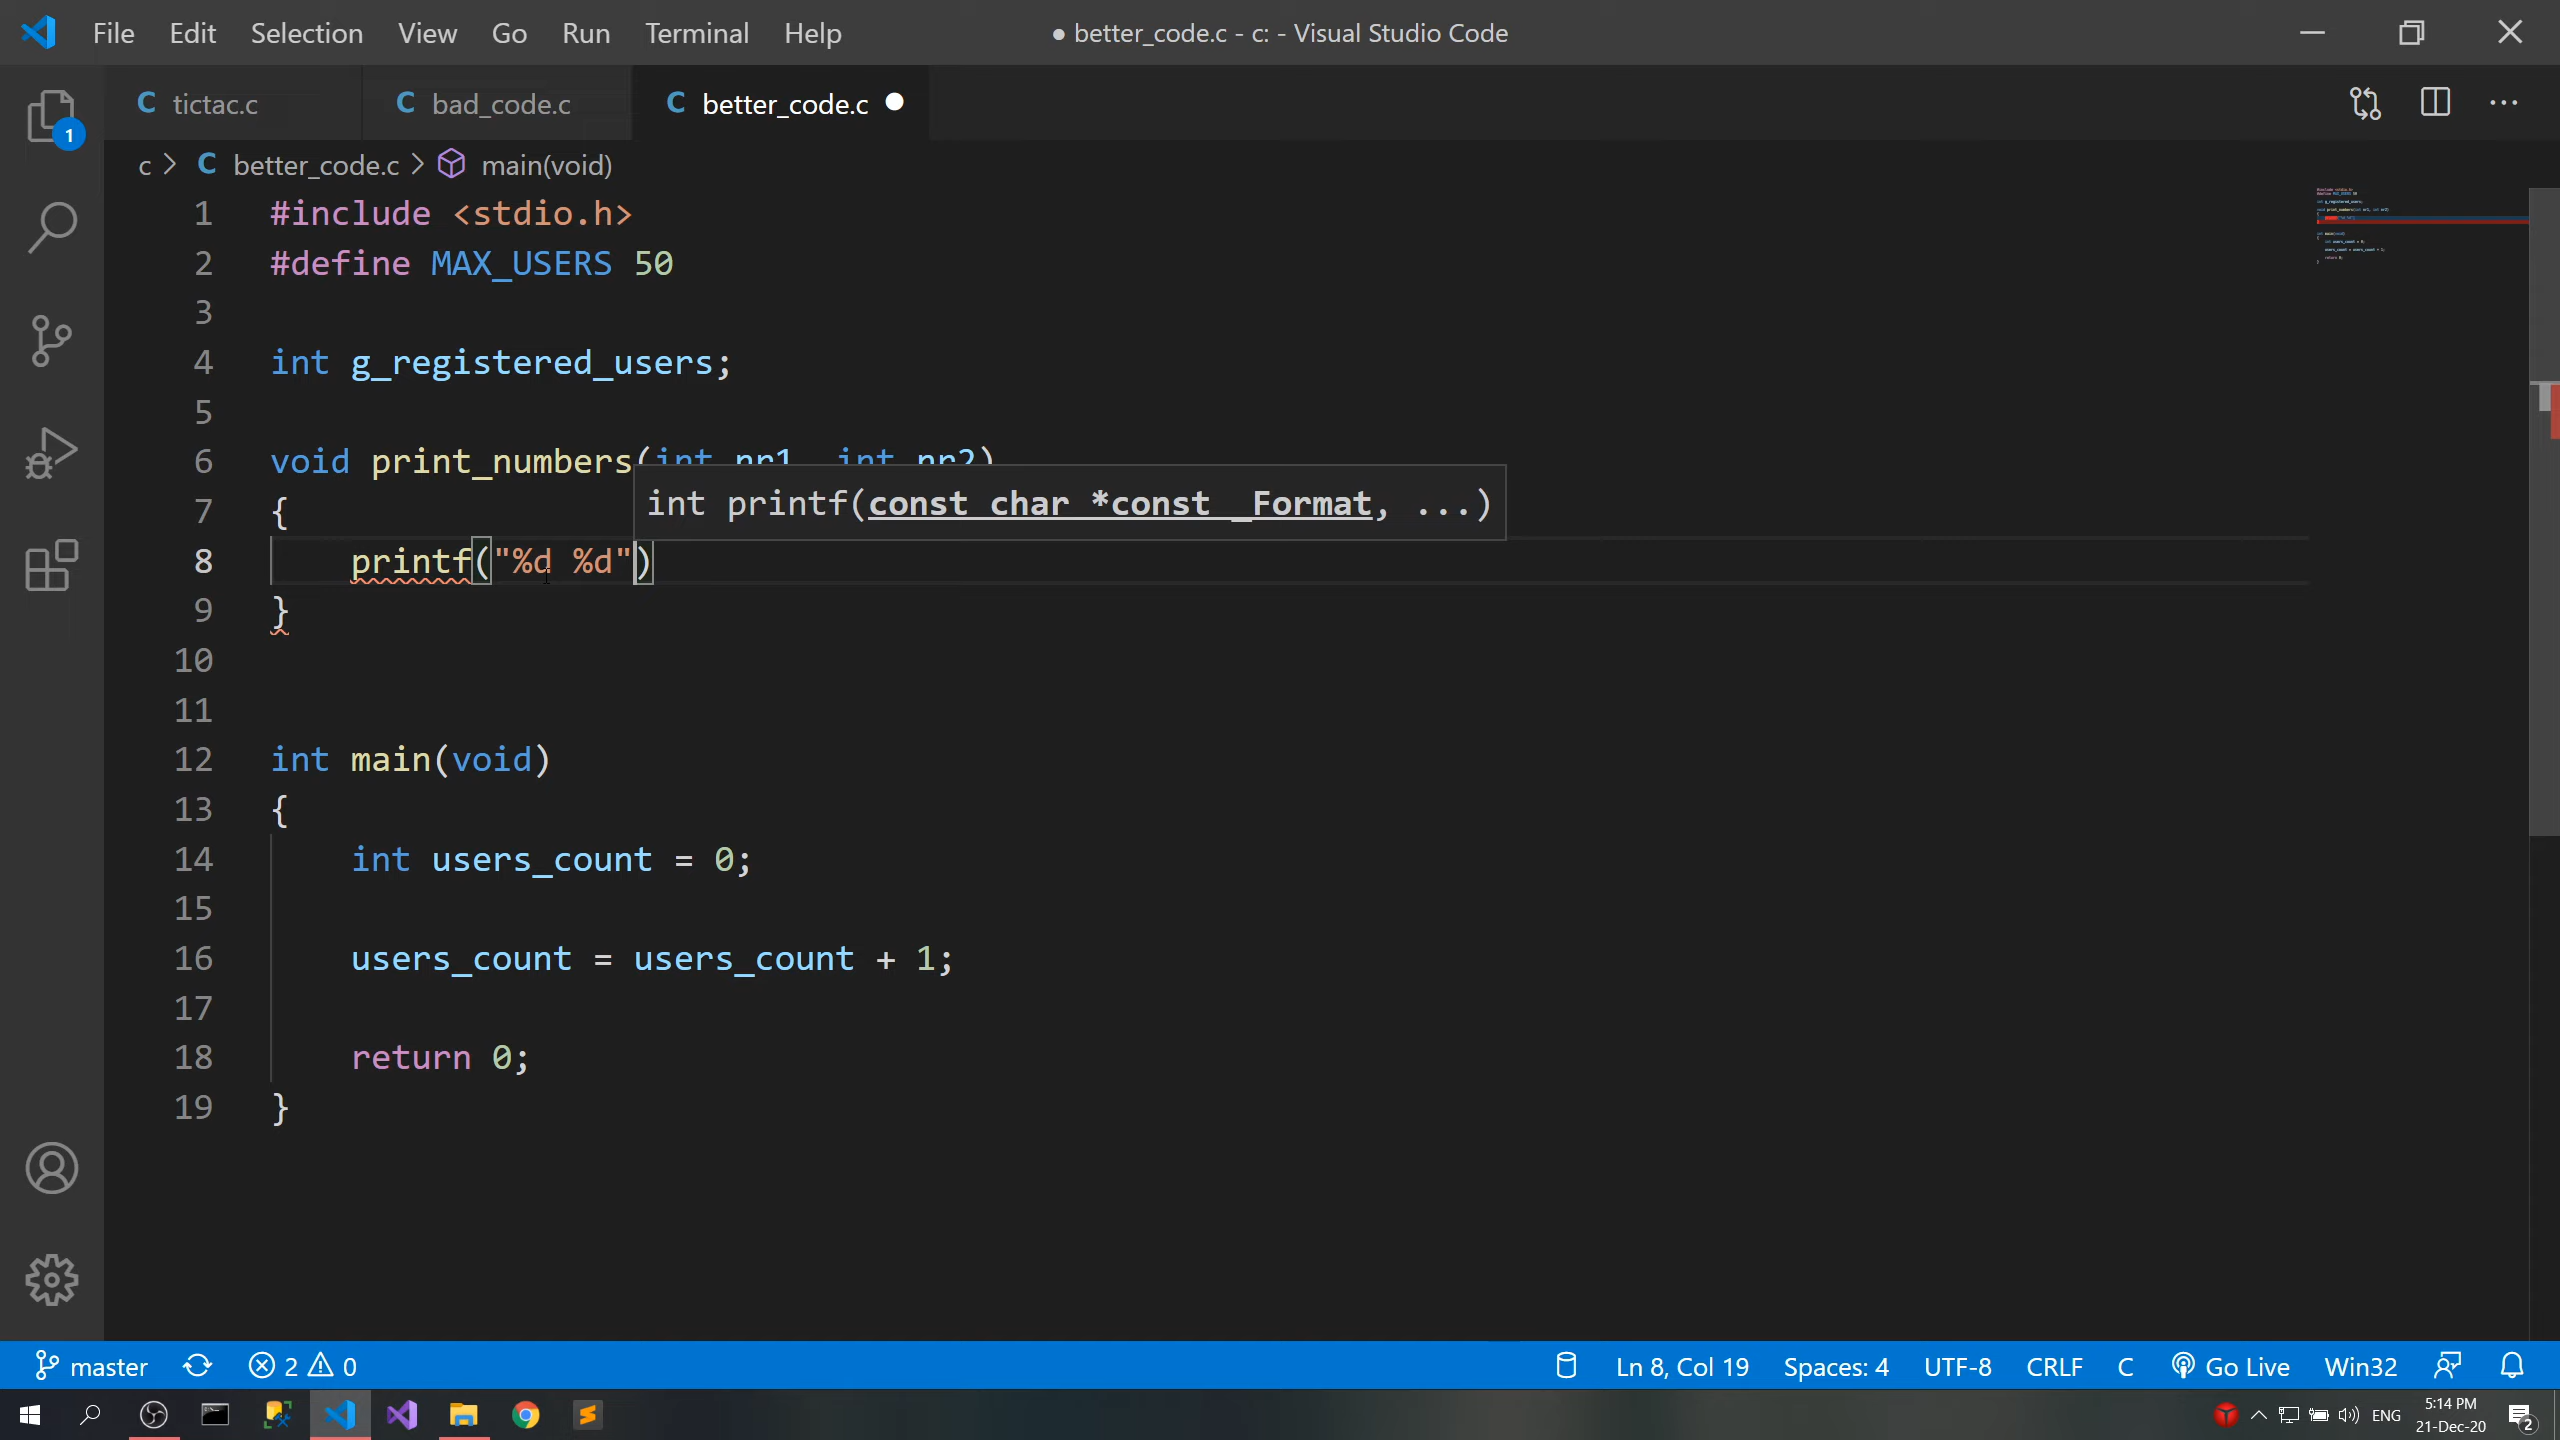 File Edit Selection View Go Run Terminal Help ● better_code.c - c: - Visual Studio Code
C tictac.c C bad_code.c C better_code.c ●
1
c > C better_code.c > main(void)
1 #include <stdio.h>
2 #define MAX_USERS 50
3
4 int g_registered_users;
5
6 void print_numbers(int nr1, int nr2)
int printf(const char *const _Format, ...)
7 {
8 printf("%d %d")
9 }
10
11
12 int main(void)
13 {
14 int users_count = 0;
15
16 users_count = users_count + 1;
17
18 return 0;
19 }
master 2 0 Ln 8, Col 19 Spaces: 4 UTF-8 CRLF C Go Live Win32
ENG 5:14 PM
21-Dec-20 2